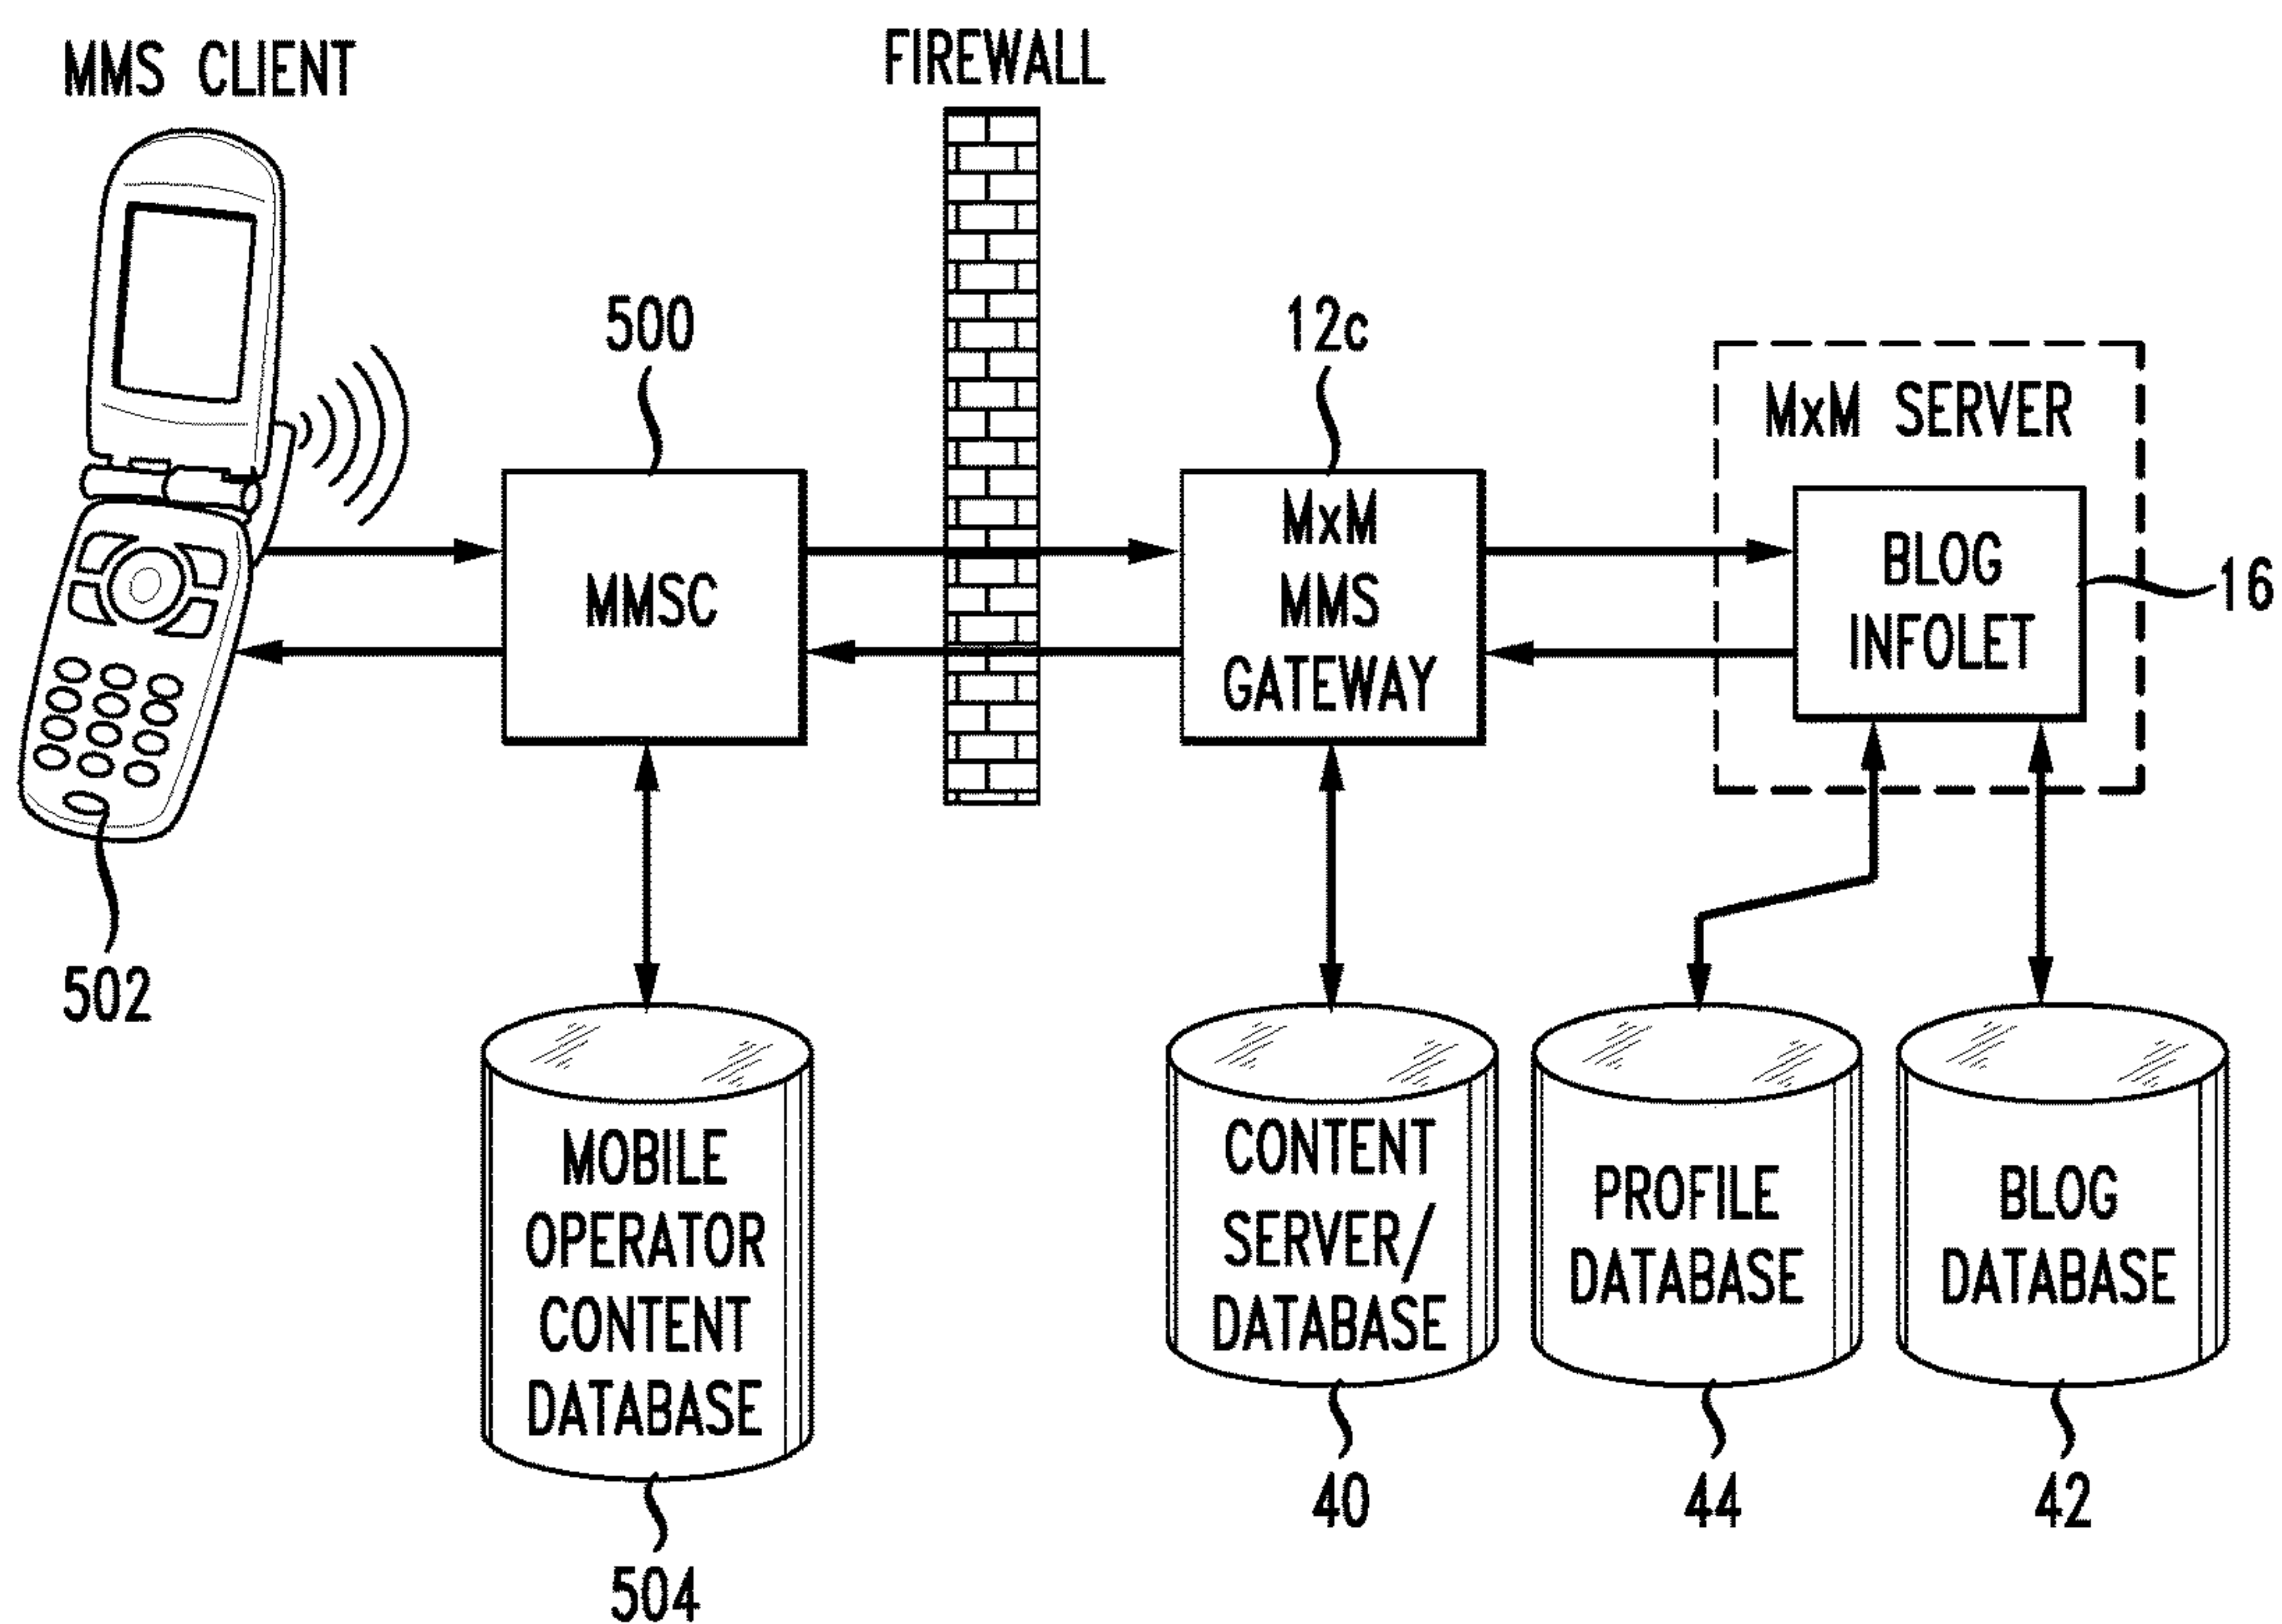 MMS CLIENT
FIREWALL
500
12c
MxM SERVER
MMSC
MxM
MMS
GATEWAY
BLOG
INFOLET
16
502
MOBILE
OPERATOR
CONTENT
DATABASE
CONTENT
SERVER/
DATABASE
PROFILE
DATABASE
BLOG
DATABASE
504
40
44
42